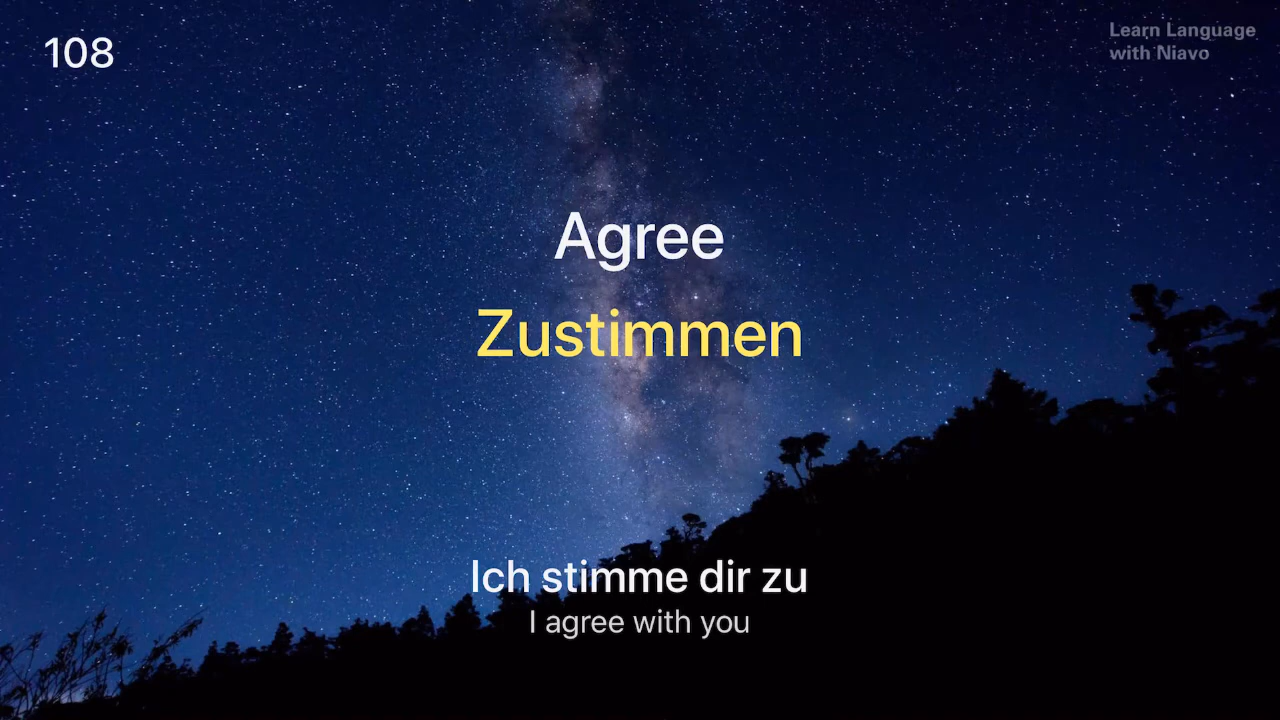 108
Learn Language
with Niavo
Agree
Zustimmen
Ich stimme dir zu
I agree with you